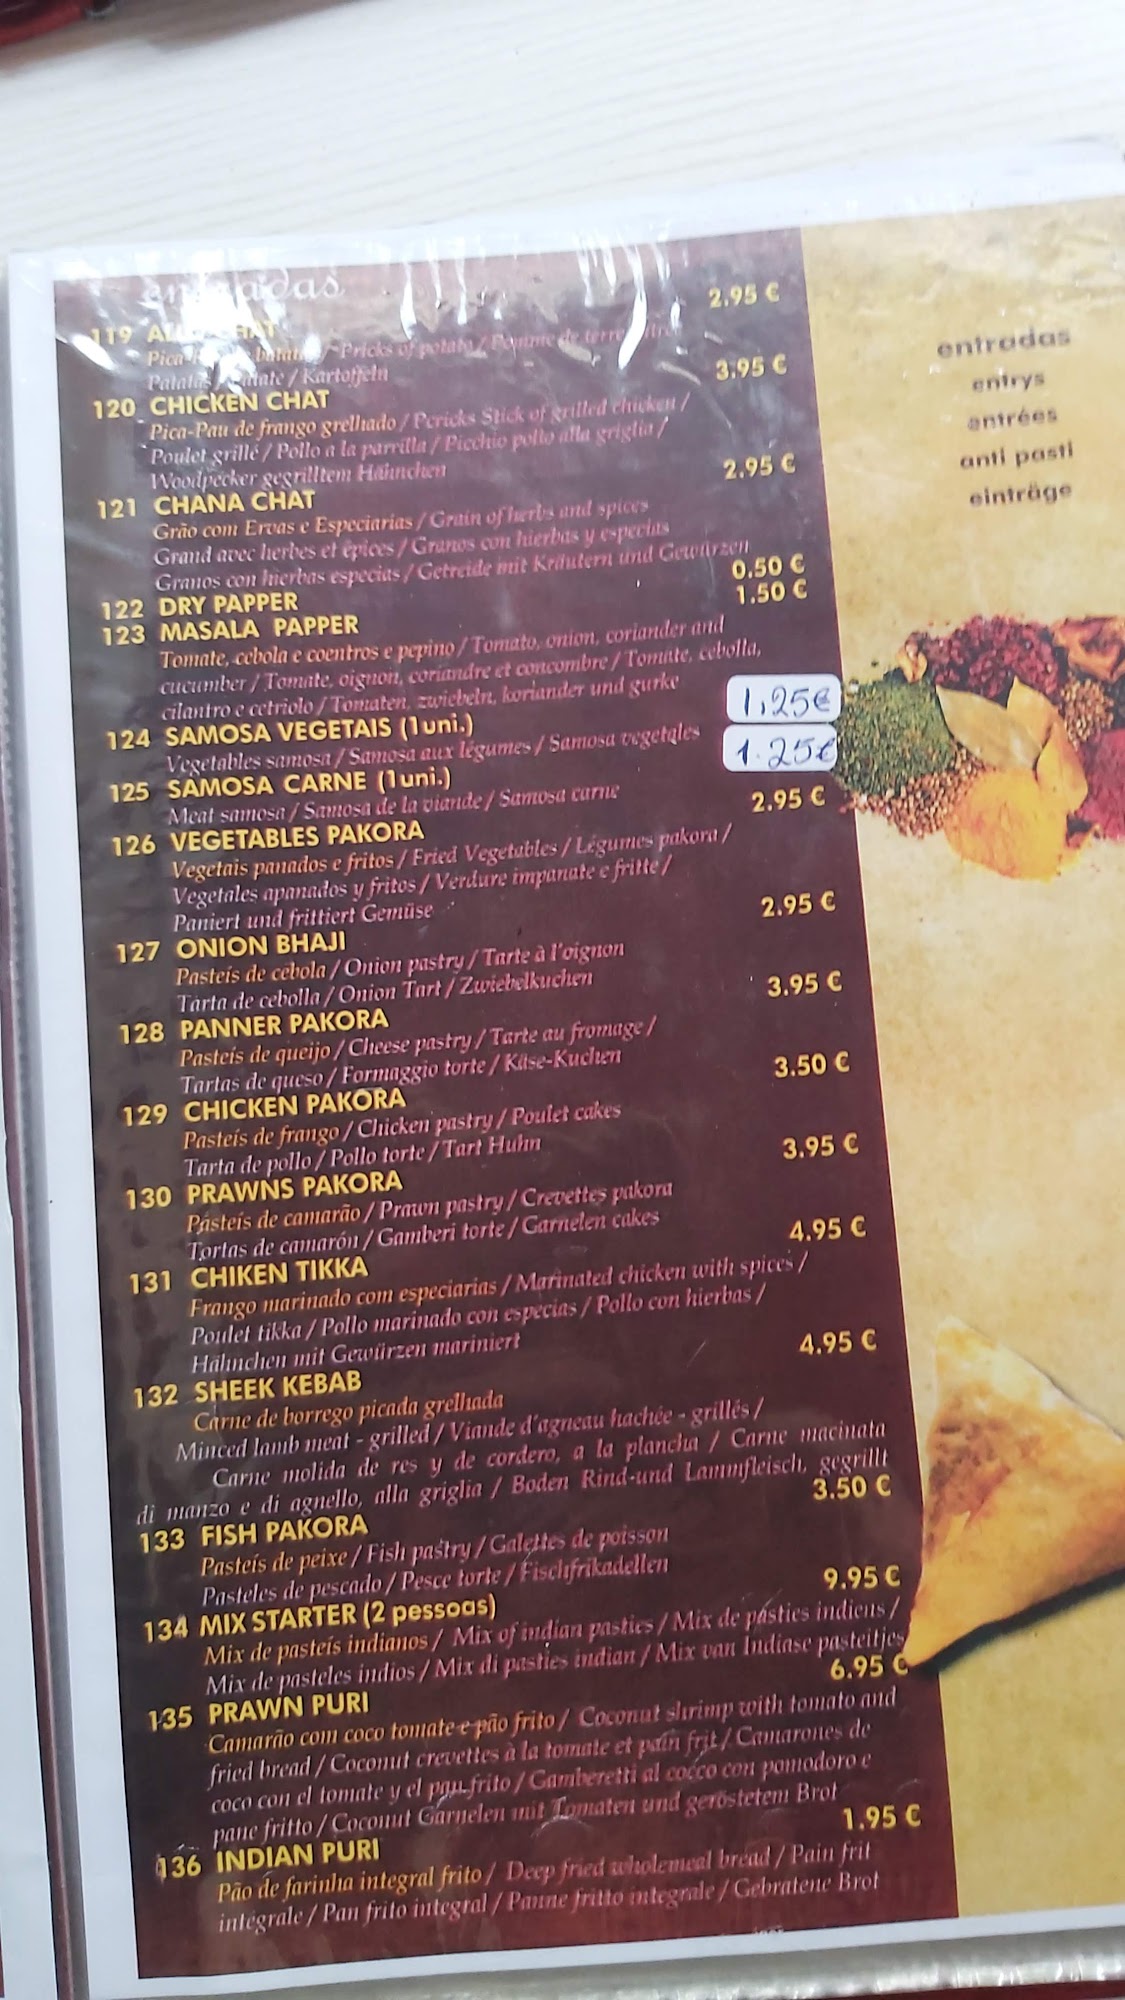 2.95 €
119
Pricks of potato /
/ Kartoffeln
3.95 €
120 CHICKEN CHAT
Pica-Pau de frango grelhado / Pericks Stick of grilled chicken /
Poulet grillé / Pollo a la parrilla / Picchio pollo alla griglia /
Woodpecker gegrilltem Hähnchen
2.95 €
121 CHANA CHAT
Grão com Ervas e Especiarias / Grain of herbs and spices
Grand avec herbes et épices / Granos con hierbas y especias
Granos con hierbas especias / Getreide mit Kräutern und Gewürzen
0.50 €
122 DRY PAPPER
1.50 €
123 MASALA PAPPER
Tomate, cebola e coentros e pepino / Tomato, onion, coriander and
cucumber / Tomate, oignon, coriandre et concombre / Tomate, cebolla,
cilantro e cetriolo / Tomaten, zwiebeln, koriander und gurke
1,25€
124 SAMOSA VEGETAIS (1uni.)
Vegetables samosa / Samosa aux légumes / Samosa vegetales
1.25€
125 SAMOSA CARNE (1uni.)
Meat samosa / Samosa de la viande / Samosa carne
2.95 €
126 VEGETABLES PAKORA
Vegetais panados e fritos / Fried Vegetables / Légumes pakora /
Vegetales apanados y fritos / Verdure impanate e fritte /
Paniert und frittiert Gemüse
2.95 €
127 ONION BHAJI
Pasteís de cebola / Onion pastry / Tarte à l'oignon
Tarta de cebolla / Onion Tart / Zwiebelkuchen
3.95 €
128 PANNER PAKORA
Pasteís de queijo / Cheese pastry / Tarte au fromage /
Tartas de queso / Formaggio torte / Käse-Kuchen
3.50 €
129 CHICKEN PAKORA
Pasteís de frango / Chicken pastry / Poulet cakes
Tarta de pollo / Pollo torte / Tart Huhn
3.95 €
130 PRAWNS PAKORA
Pasteís de camarão / Prawn pastry / Crevettes pakora
Tortas de camarón / Gamberi torte / Garnelen cakes
4.95 €
131 CHIKEN TIKKA
Frango marinado com especiarias / Marinated chicken with spices /
Poulet tikka / Pollo marinado con especias / Pollo con hierbas /
Hähnchen mit Gewürzen mariniert
4.95 €
132 SHEEK KEBAB
Carne de borrego picada grelhada
Minced lamb meat - grilled / Viande d'agneau hachée - grillés /
Carne molida de res y de cordero, a la plancha / Carne macinata
di manzo e di agnello, alla griglia / Boden Rind-und Lammfleisch, gegrillt
3.50 €
133 FISH PAKORA
Pasteís de peixe / Fish pastry / Galettes de poisson
Pasteles de pescado / Pesce torte / Fischfrikadellen
9.95 €
134 MIX STARTER (2 pessoas)
Mix de pasteís indianos / Mix of indian pasties / Mix de pasties indiens /
Mix de pasteles indios / Mix di pasties indian / Mix van Indiase pasteitjes
6.95 €
135 PRAWN PURI
Camarão com coco tomate e pão frito / Coconut shrimp with tomato and
fried bread / Coconut crevettes à la tomate et pain frit / Camarones de
coco con el tomate y el pau frito / Gamberetti al cocco con pomodoro e
pane fritto / Coconut Garnelen mit Tomaten und geröstetem Brot
1.95 €
136 INDIAN PURI
Pão de farinha integral frito / Deep fried wholemeal bread / Pain frit
intégrale / Pan frito integral / Panne fritto integrale / Gebratene Brot
entradas
entrys
entrées
anti pasti
einträge